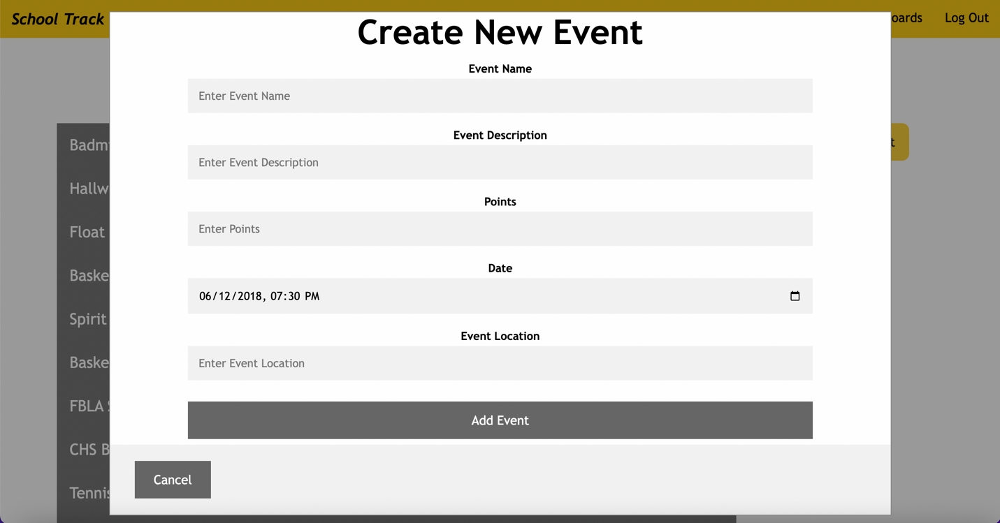 School Track
oards
Log Out
Create New Event
Event Name
Enter Event Name
Event Description
Enter Event Description
Points
Enter Points
Date
06/12/2018, 07:30 PM
Event Location
Enter Event Location
Add Event
Cancel
Badm
Hallw
Float
Baske
Spirit
Baske
FBLA
CHS B
Tennis
t